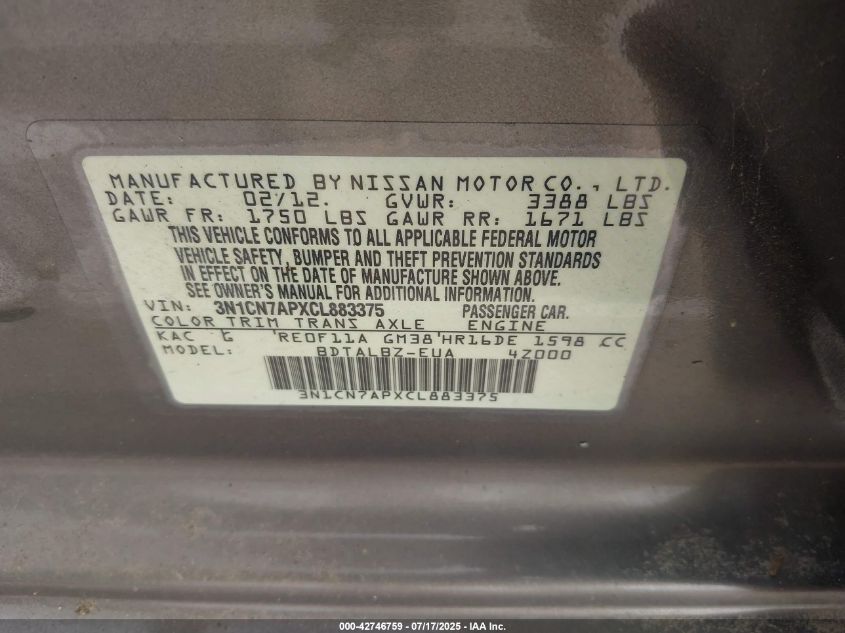 MANUFACTURED BY NISSAN MOTOR CO., LTD.
DATE: 02/12. GVWR: 3388 LBS
GAWR FR: 1750 LBS GAWR RR: 1671 LBS
THIS VEHICLE CONFORMS TO ALL APPLICABLE FEDERAL MOTOR
VEHICLE SAFETY, BUMPER AND THEFT PREVENTION STANDARDS
IN EFFECT ON THE DATE OF MANUFACTURE SHOWN ABOVE.
SEE OWNER'S MANUAL FOR ADDITIONAL INFORMATION.
VIN: 3N1CN7APXCL883375 PASSENGER CAR.
COLOR TRIM TRANS AXLE ENGINE
KAC G 'RE0F11A GM38'HR16DE 1598 CC
MODEL: BDTALBZ-EUA 4Z000
3N1CN7APXCL883375
000-42746759 - 07/17/2025 - IAA Inc.